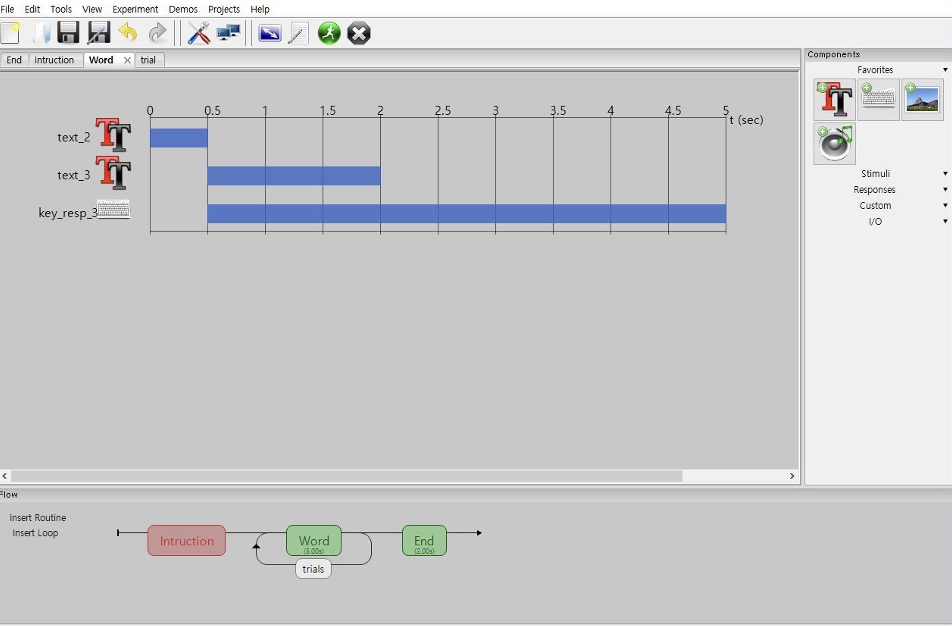 File Edit Tools View Experiment Demos Projects Help
End Intruction Word trial
Components
Favorites
Stimuli
Responses
Custom
I/O
0 0.5 1 1.5 2 2.5 3 3.5 4 4.5 5
t (sec)
text_2
text_3
key_resp_3
Flow
Insert Routine
Insert Loop
Intruction
Word
(5.00s)
trials
End
(2.00s)